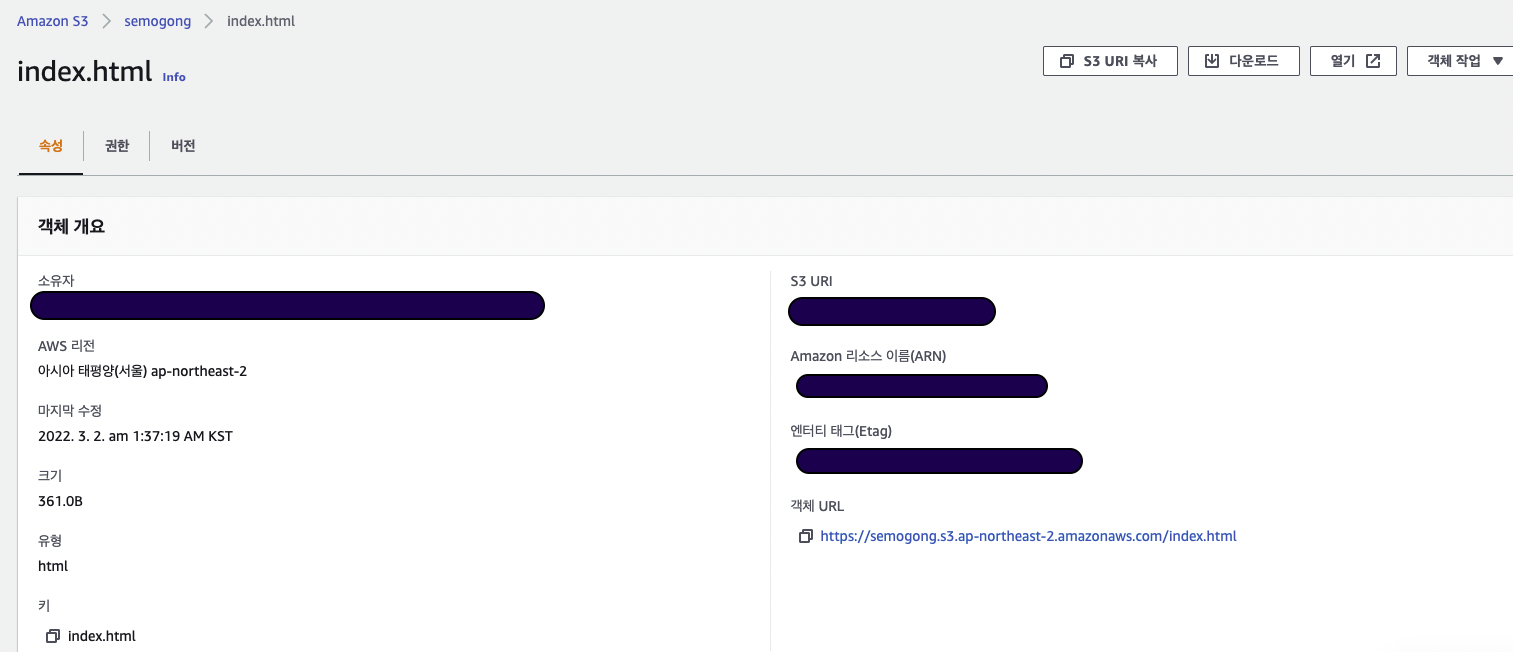 Amazon S3 > semogong > index.html
index.html Info
S3 URI 복사 다운로드 열기 객체 작업 ▼
속성 권한 버전
객체 개요
소유자
AWS 리전
아시아 태평양(서울) ap-northeast-2
마지막 수정
2022. 3. 2. am 1:37:19 AM KST
크기
361.0B
유형
html
키
index.html
S3 URI
Amazon 리소스 이름(ARN)
엔터티 태그(Etag)
객체 URL
https://semogong.s3.ap-northeast-2.amazonaws.com/index.html